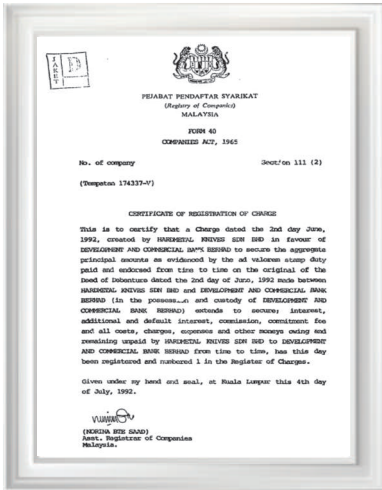 PEJABAT PENDAFTAR SYARIKAT
(Registry of Companies)
MALAYSIA
FORM 40
COMPANIES ACT, 1965
No. of company Section 111 (2)
(Tempatan 174337-V)
CERTIFICATE OF REGISTRATION OF CHARGE
This is to certify that a Charge dated the 2nd day June,
1992, created by HARDMETAL KNIVES SDN BHD in favour of
DEVELOPMENT AND COMMERCIAL BANK BERHAD to secure the aggregate
principal amounts as evidenced by the ad valorem stamp duty
paid and endorsed from time to time on the original of the
Deed of Debenture dated the 2nd day of June, 1992 made between
HARDMETAL KNIVES SDN BHD and DEVELOPMENT AND COMMERCIAL BANK
BERHAD (in the possession and custody of DEVELOPMENT AND
COMMERCIAL BANK BERHAD) extends to secure; interest,
additional and default interest, commission, commitment fee
and all costs, charges, expenses and other moneys owing and
remaining unpaid by HARDMETAL KNIVES SDN BHD to DEVELOPMENT
AND COMMERCIAL BANK BERHAD from time to time, has this day
been registered and numbered 1 in the Register of Charges.
Given under my hand and seal, at Kuala Lumpur this 4th day
of July, 1992.
(NORINA BTE SAAD)
Asst. Registrar of Companies
Malaysia.